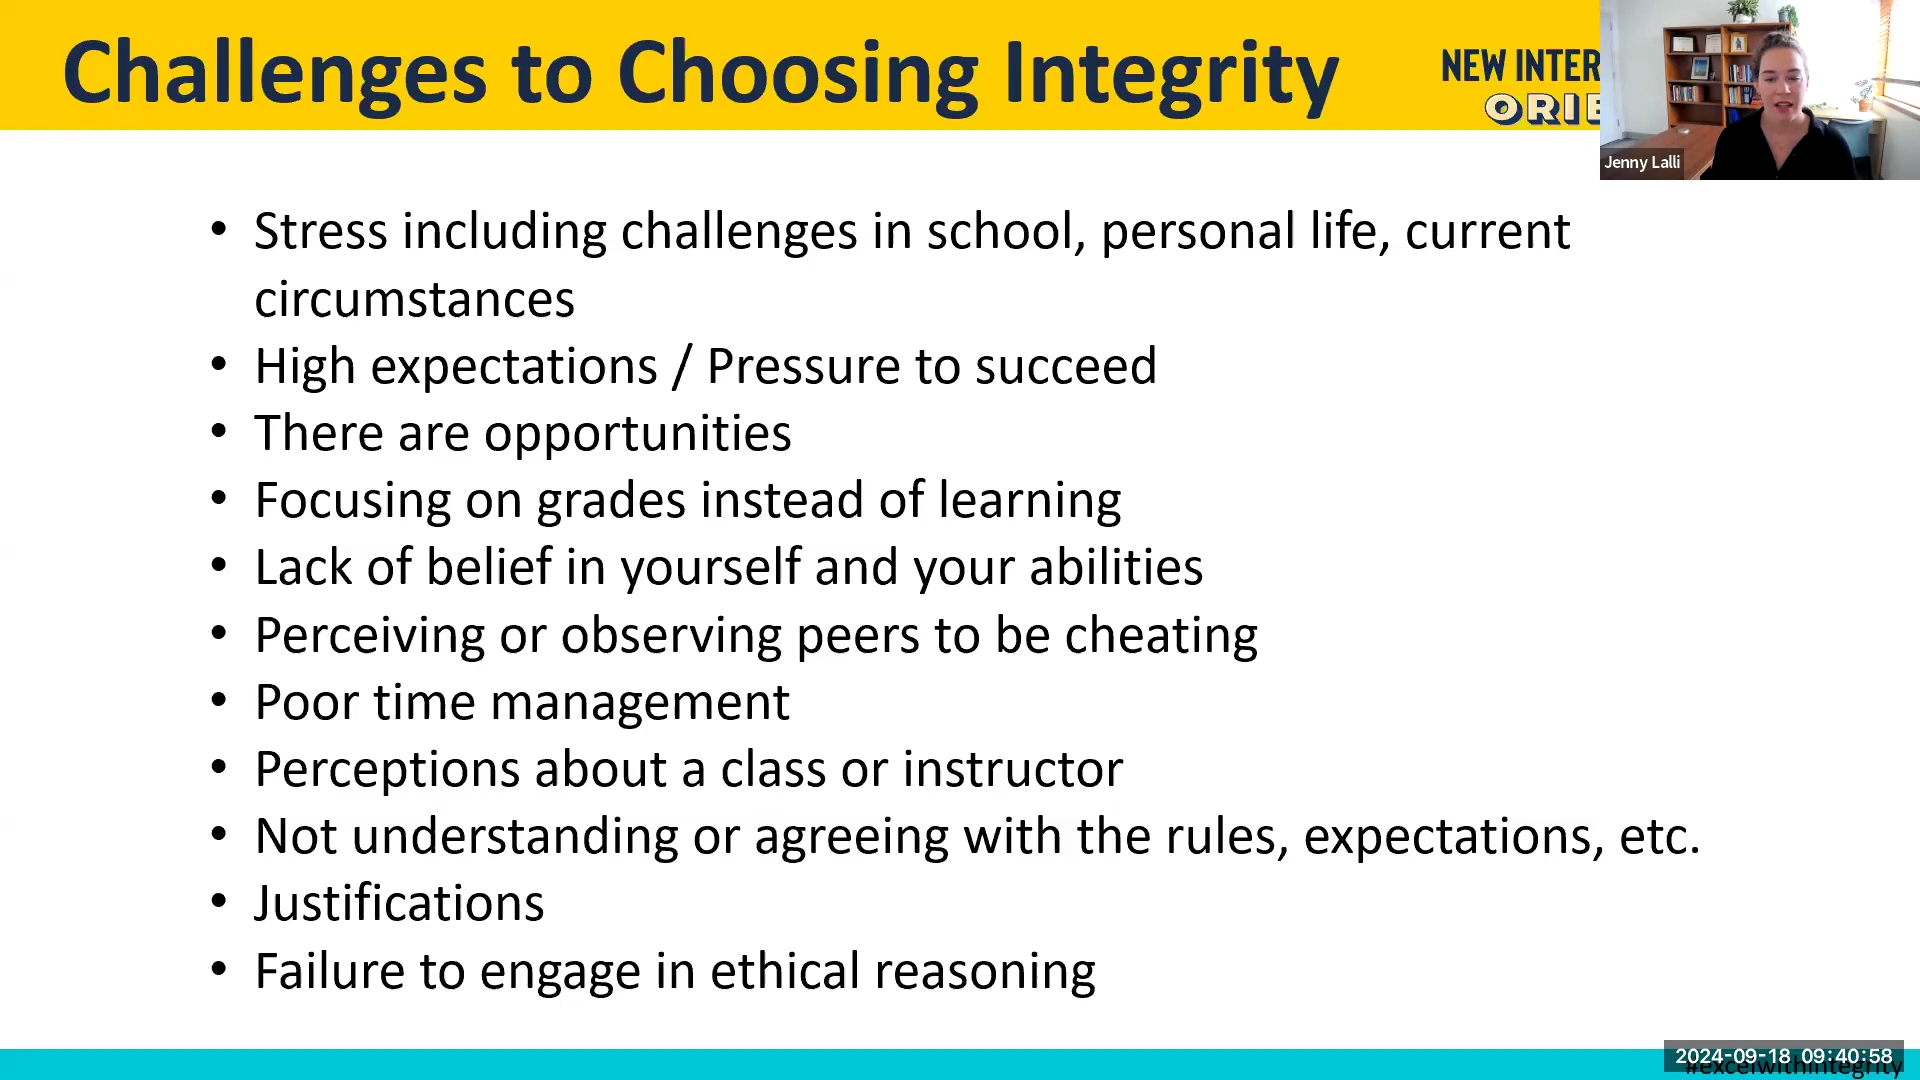 Challenges to Choosing Integrity
NEW INTER
ORIE
Jenny Lalli
• Stress including challenges in school, personal life, current
circumstances
• High expectations / Pressure to succeed
• There are opportunities
• Focusing on grades instead of learning
• Lack of belief in yourself and your abilities
• Perceiving or observing peers to be cheating
• Poor time management
• Perceptions about a class or instructor
• Not understanding or agreeing with the rules, expectations, etc.
• Justifications
• Failure to engage in ethical reasoning
2024-09-18 09:40:58
#excelwithintegrity